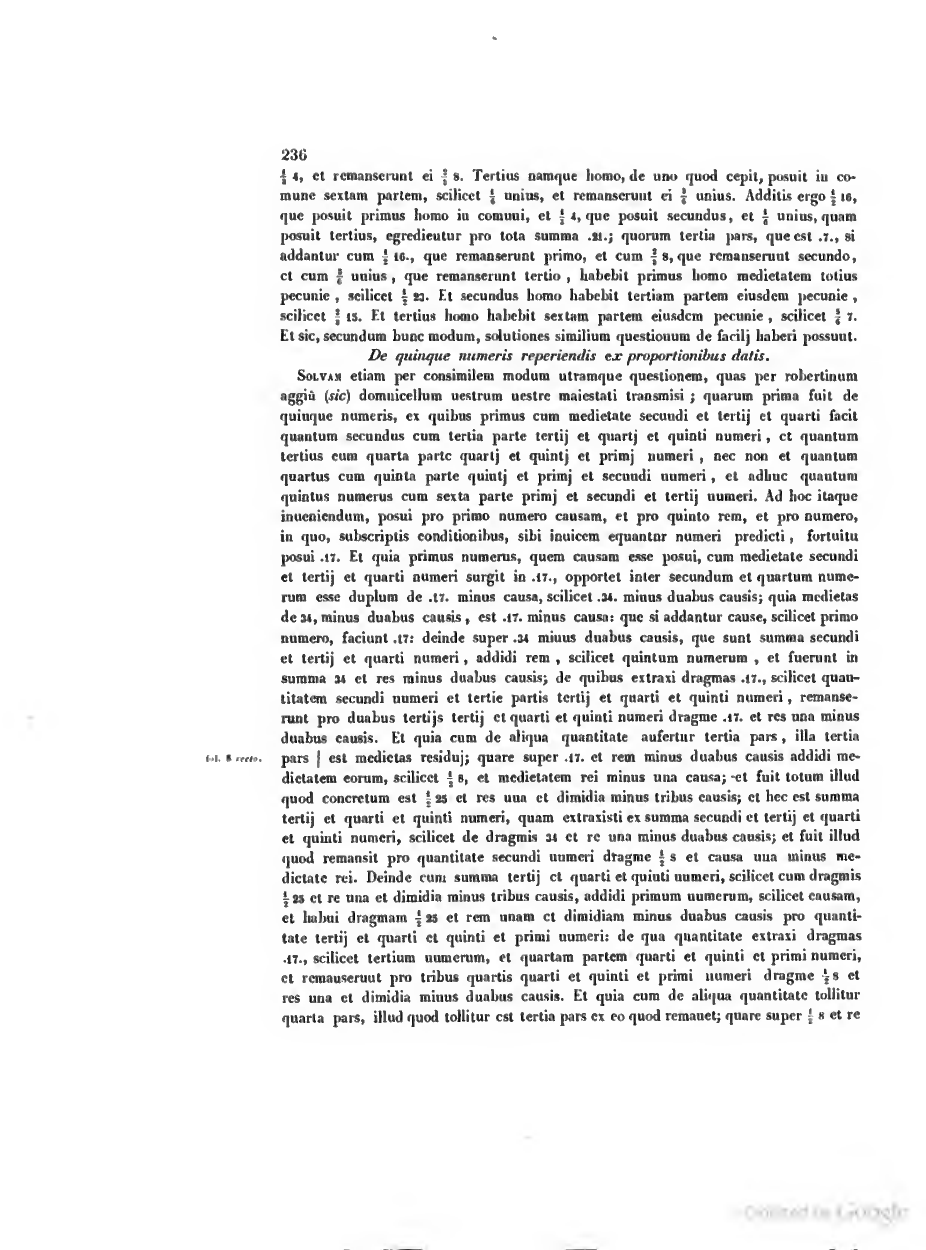 236
1/3 4, et remanserunt ei 2/3 8. Tertius namque homo, de uno quod cepit, posuit in co-
mune sextam partem, scilicet 1/6 unius, et remanserunt ei 5/6 unius. Additis ergo 1/2 16,
que posuit primus homo in comuni, et 1/3 4, que posuit secundus, et 1/6 unius, quam
posuit tertius, egredientur pro tota summa .21.; quorum tertia pars, que est .7., si
addantur cum 1/2 16., que remanserunt primo, et cum 2/3 8, que remanserunt secundo,
et cum 5/6 unius, que remanserunt tertio, habebit primus homo medietatem totius
pecunie, scilicet 1/2 23. Et secundus homo habebit tertiam partem eiusdem pecunie,
scilicet 2/3 15. Et tertius homo habebit sextam partem eiusdem pecunie, scilicet 5/6 7.
Et sic, secundum hunc modum, solutiones similium questionum de facilj haberi possunt.
De quinque numeris reperiendis ex proportionibus datis.
SOLVAM etiam per consimilem modum utramque questionem, quas per robertinum
aggiù (sic) domnicellum uestrum uestre maiestati transmisi; quarum prima fuit de
quinque numeris, ex quibus primus cum medietate secundi et tertij et quarti facit
quantum secundus cum tertia parte tertij et quartj et quinti numeri, et quantum
tertius cum quarta parte quartj et quintj et primj numeri, nec non et quantum
quartus cum quinta parte quintj et primj et secundi numeri, et adhuc quantum
quintus numerus cum sexta parte primj et secundi et tertij numeri. Ad hoc itaque
inueniendum, posui pro primo numero causam, et pro quinto rem, et pro numero,
in quo, subscriptis conditionibus, sibi inuicem equantur numeri predicti, fortuitu
posui .17. Et quia primus numerus, quem causam esse posui, cum medietate secundi
et tertij et quarti numeri surgit in .17., opportet inter secundum et quartum nume-
rum esse duplum de .17. minus causa, scilicet .34. minus duabus causis; quia medietas
de 34, minus duabus causis, est .17. minus causa: que si addantur cause, scilicet primo
numero, faciunt .17: deinde super .34 minus duabus causis, que sunt summa secundi
et tertij et quarti numeri, addidi rem, scilicet quintum numerum, et fuerunt in
summa 34 et res minus duabus causis; de quibus extraxi dragmas .17., scilicet quan-
titatem secundi numeri et tertie partis tertij et quarti et quinti numeri, remanse-
runt pro duabus tertijs tertij et quarti et quinti numeri dragme .17. et res una minus
duabus causis. Et quia cum de aliqua quantitate aufertur tertia pars, illa tertia
fol. 8 recto. pars | est medietas residuj; quare super .17. et rem minus duabus causis addidi me-
dietatem eorum, scilicet 1/2 8, et medietatem rei minus una causa; et fuit totum illud
quod concretum est 1/2 25 et res una et dimidia minus tribus causis; et hec est summa
tertij et quarti et quinti numeri, quam extraxisti ex summa secundi et tertij et quarti
et quinti numeri, scilicet de dragmis 34 et re una minus duabus causis; et fuit illud
quod remansit pro quantitate secundi numeri dragme 1/2 8 et causa una minus me-
dietate rei. Deinde cum summa tertij et quarti et quinti numeri, scilicet cum dragmis
1/2 25 et re una et dimidia minus tribus causis, addidi primum numerum, scilicet causam,
et habui dragmam 1/2 25 et rem unam et dimidiam minus duabus causis pro quanti-
tate tertij et quarti et quinti et primi numeri: de qua quantitate extraxi dragmas
.17., scilicet tertium numerum, et quartam partem quarti et quinti et primi numeri,
et remanserunt pro tribus quartis quarti et quinti et primi numeri dragme 1/2 8 et
res una et dimidia minus duabus causis. Et quia cum de aliqua quantitate tollitur
quarta pars, illud quod tollitur est tertia pars ex eo quod remanet; quare super 1/2 8 et re
Digitized by Google